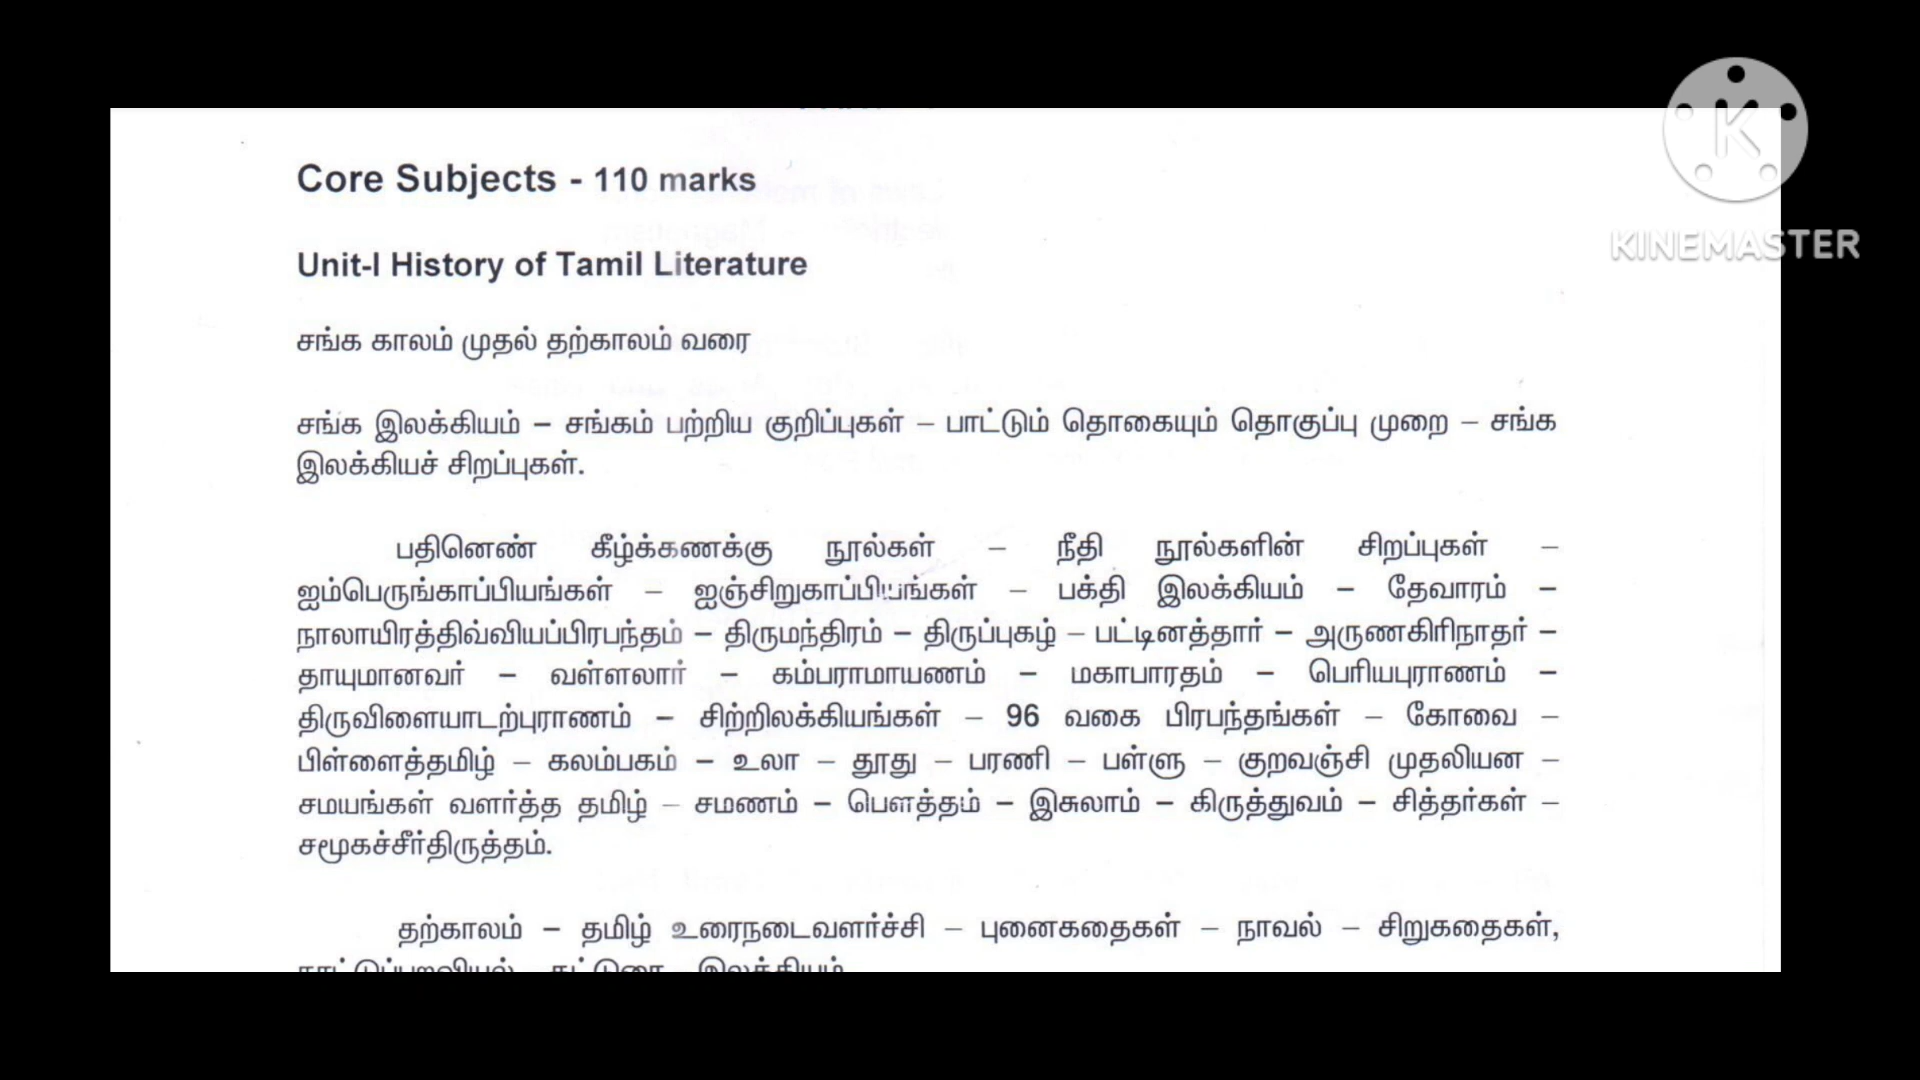 Core Subjects - 110 marks
KINEMASTER
Unit-I History of Tamil Literature
சங்க காலம் முதல் தற்காலம் வரை
சங்க இலக்கியம் – சங்கம் பற்றிய குறிப்புகள் – பாட்டும் தொகையும் தொகுப்பு முறை – சங்க
இலக்கியச் சிறப்புகள்.
பதினெண் கீழ்க்கணக்கு நூல்கள் – நீதி நூல்களின் சிறப்புகள் –
ஐம்பெருங்காப்பியங்கள் – ஐஞ்சிறுகாப்பியங்கள் – பக்தி இலக்கியம் – தேவாரம் –
நாலாயிரத்திவ்வியப்பிரபந்தம் – திருமந்திரம் – திருப்புகழ் – பட்டினத்தார் – அருணகிரிநாதர் –
தாயுமானவர் – வள்ளலார் – கம்பராமாயணம் – மகாபாரதம் – பெரியபுராணம் –
திருவிளையாடற்புராணம் – சிற்றிலக்கியங்கள் – 96 வகை பிரபந்தங்கள் – கோவை –
பிள்ளைத்தமிழ் – கலம்பகம் – உலா – தூது – பரணி – பள்ளு – குறவஞ்சி முதலியன –
சமயங்கள் வளர்த்த தமிழ் – சமணம் – பௌத்தம் – இசுலாம் – கிருத்துவம் – சித்தர்கள் –
சமூகச்சீர்திருத்தம்.
தற்காலம் – தமிழ் உரைநடைவளர்ச்சி – புனைகதைகள் – நாவல் – சிறுகதைகள்,